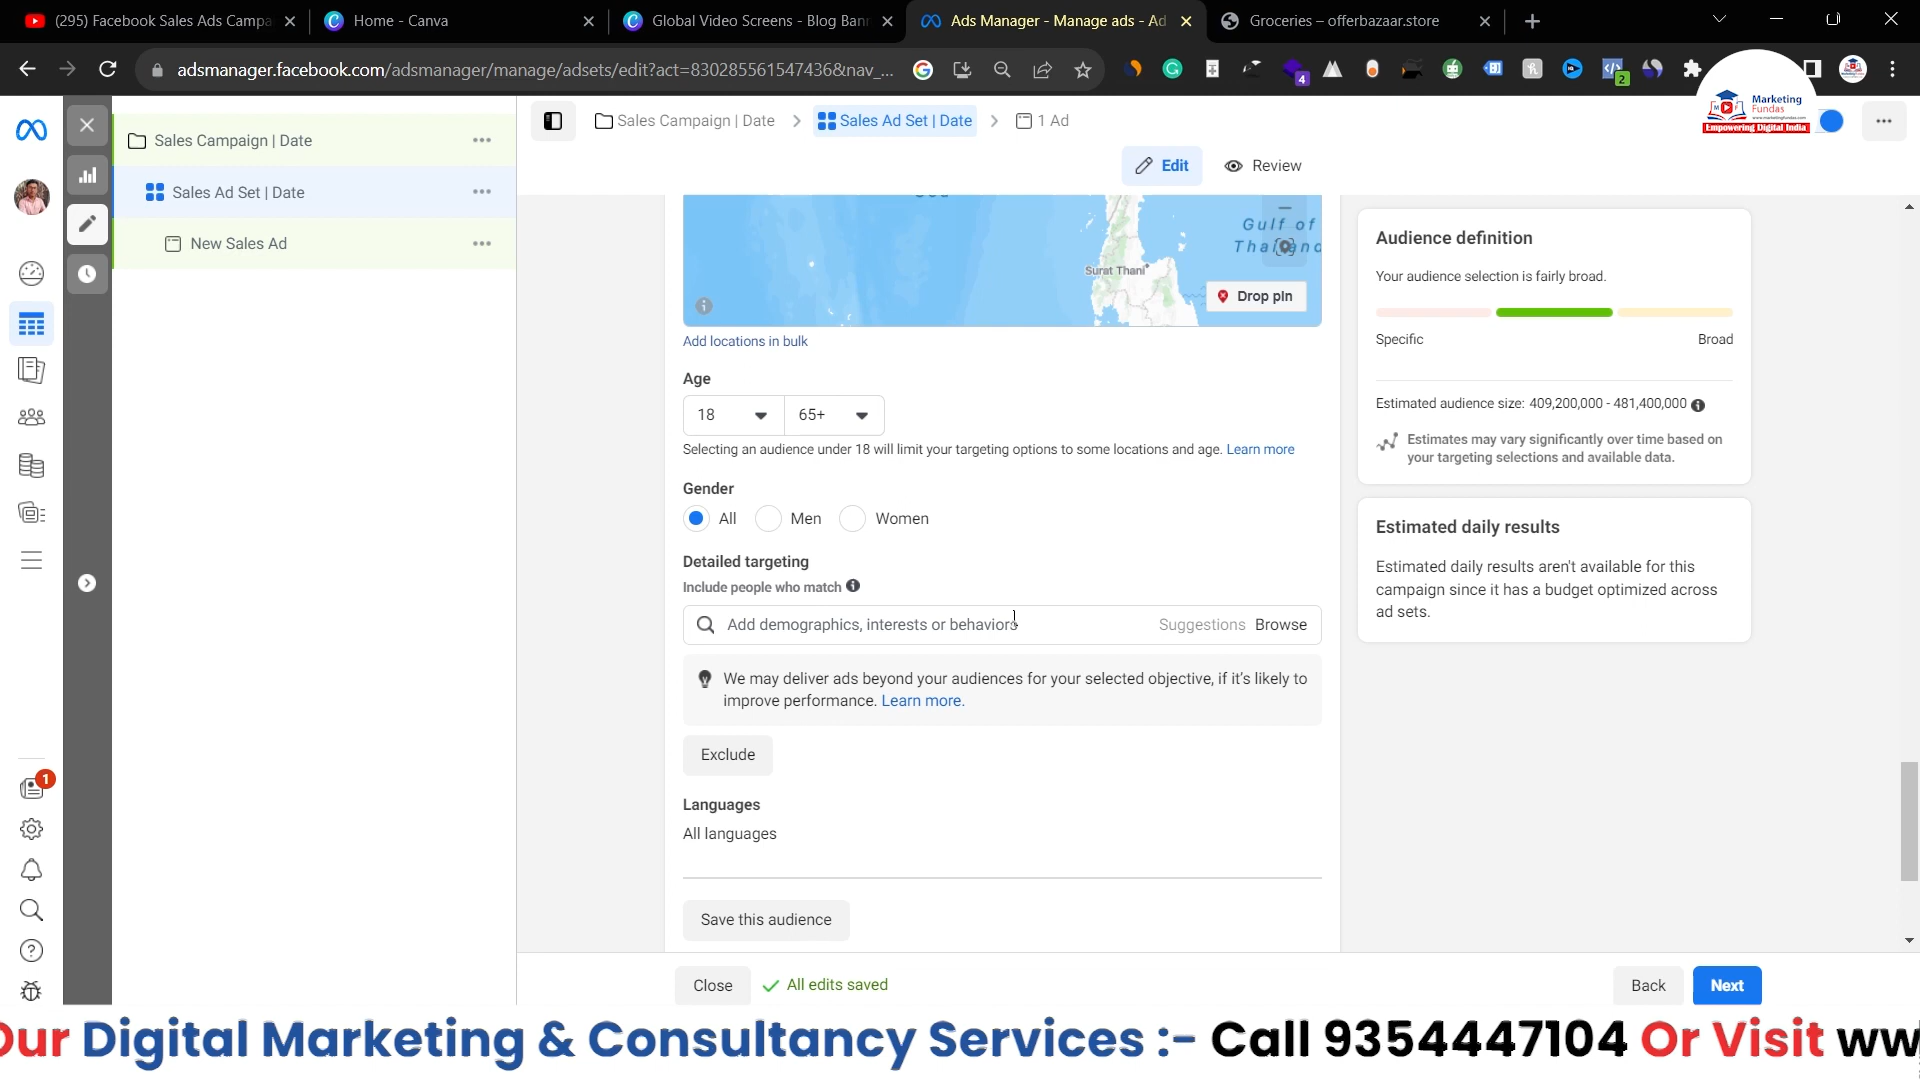 (295) Facebook Sales Ads Campa
Home - Canva
Global Video Screens - Blog Bann
Ads Manager - Manage ads - Ad
Groceries – offerbazaar.store
adsmanager.facebook.com/adsmanager/manage/adsets/edit?act=830285561547436&nav_...
4
2
Marketing
Fundas
www.marketingfundas.com
Empowering Digital India
Sales Campaign | Date
Sales Ad Set | Date
New Sales Ad
1
Sales Campaign | Date
Sales Ad Set | Date
1 Ad
Edit
Review
Gulf of
Thailand
Surat Thani
Drop pin
Add locations in bulk
Age
18
65+
Selecting an audience under 18 will limit your targeting options to some locations and age. Learn more
Gender
All
Men
Women
Detailed targeting
Include people who match
Add demographics, interests or behaviors
Suggestions
Browse
We may deliver ads beyond your audiences for your selected objective, if it's likely to
improve performance. Learn more.
Exclude
Languages
All languages
Save this audience
Audience definition
Your audience selection is fairly broad.
Specific
Broad
Estimated audience size: 409,200,000 - 481,400,000
Estimates may vary significantly over time based on
your targeting selections and available data.
Estimated daily results
Estimated daily results aren't available for this
campaign since it has a budget optimized across
ad sets.
Close
All edits saved
Back
Next
Our Digital Marketing & Consultancy Services :- Call 9354447104 Or Visit ww